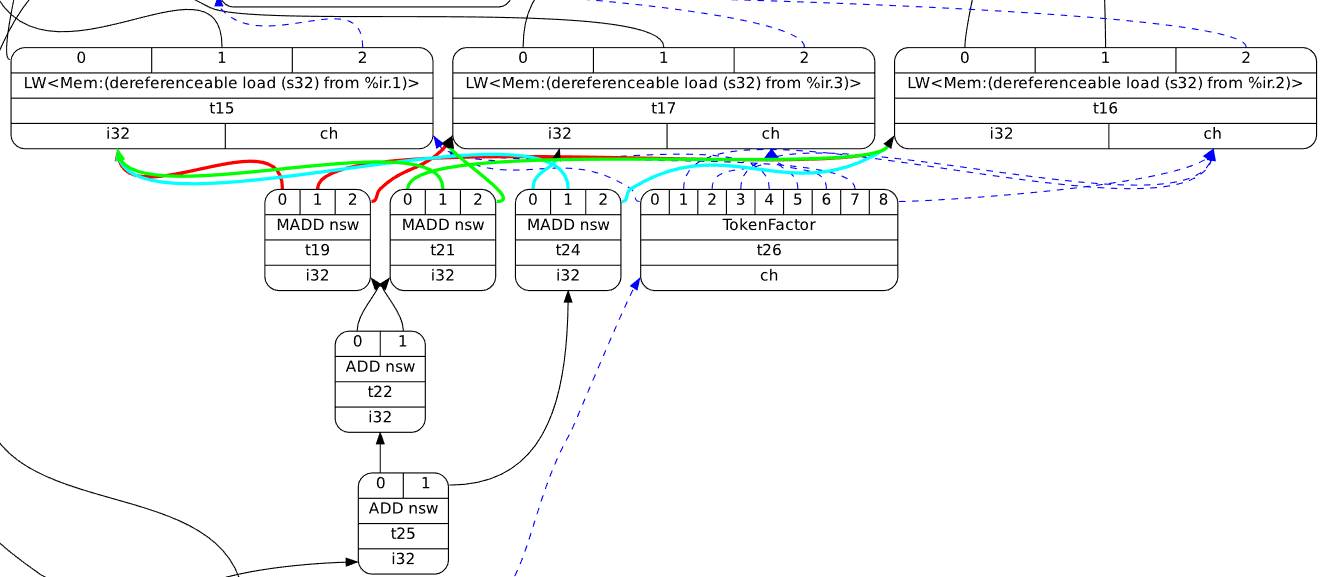 0 1 2 0 1 2 0 1 2
LW<Mem:(dereferenceable load (s32) from %ir.1)> LW<Mem:(dereferenceable load (s32) from %ir.3)> LW<Mem:(dereferenceable load (s32) from %ir.2)>
t15 t17 t16
i32 ch i32 ch i32 ch
0 1 2 0 1 2 0 1 2 0 1 2 3 4 5 6 7 8
MADD nsw MADD nsw MADD nsw TokenFactor
t19 t21 t24 t26
i32 i32 i32 ch
0 1
ADD nsw
t22
i32
0 1
ADD nsw
t25
i32